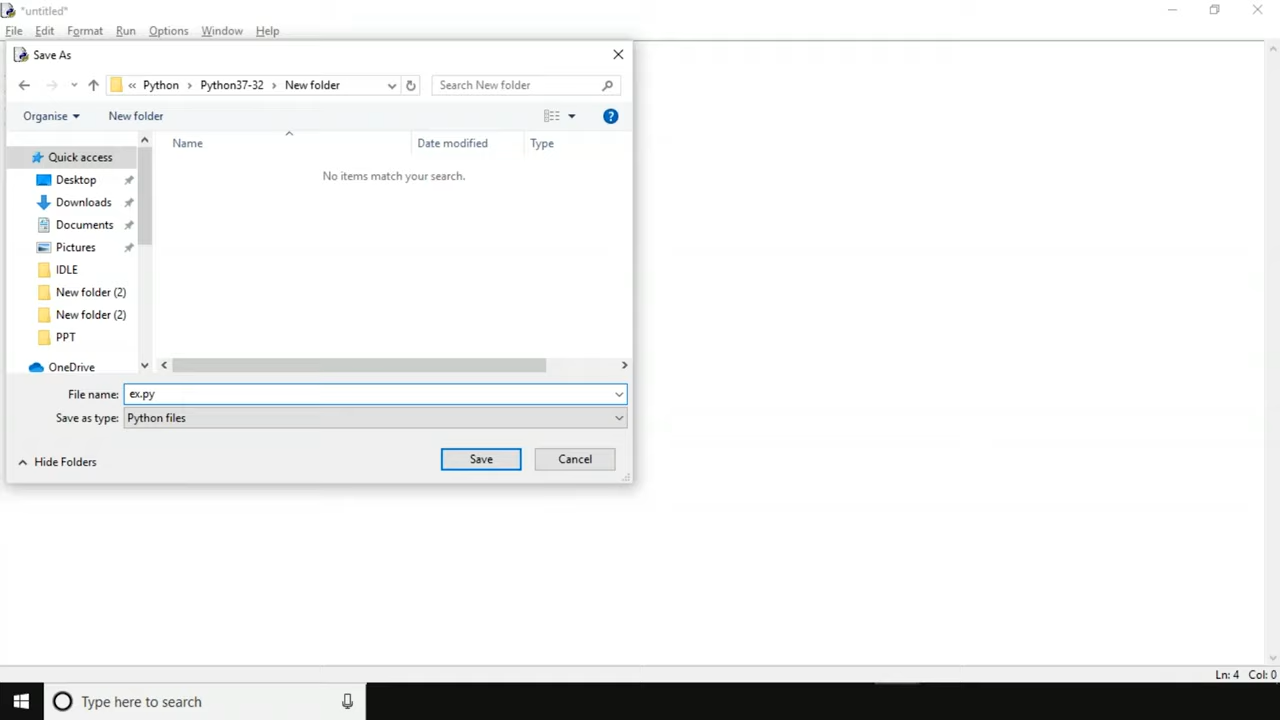 *untitled*
File Edit Format Run Options Window Help
Save As
« Python › Python37-32 › New folder
Search New folder
Organise New folder
Name Date modified Type
No items match your search.
Quick access
Desktop
Downloads
Documents
Pictures
IDLE
New folder (2)
New folder (2)
PPT
OneDrive
File name: ex.py
Save as type: Python files
Hide Folders
Save Cancel
Ln: 4 Col: 0
Type here to search